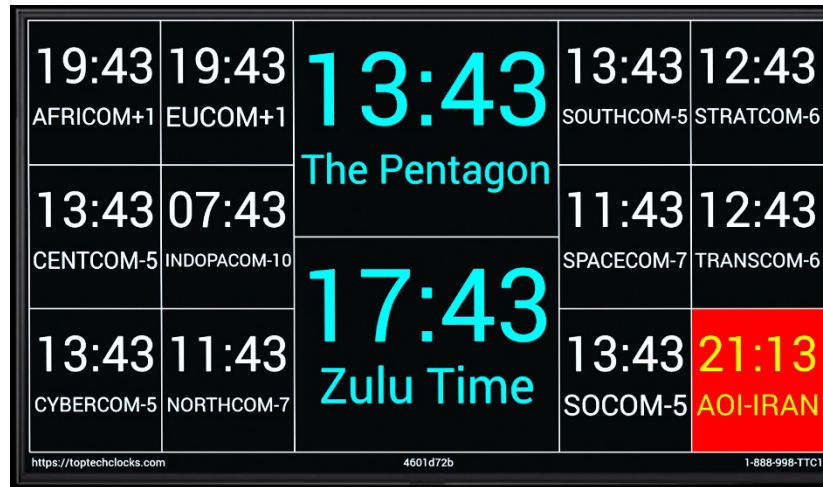 19:43
AFRICOM+1
19:43
EUCOM+1
13:43
The Pentagon
13:43
SOUTHCOM-5
12:43
STRATCOM-6
13:43
CENTCOM-5
07:43
INDOPACOM-10
17:43
Zulu Time
11:43
SPACECOM-7
12:43
TRANSCOM-6
13:43
CYBERCOM-5
11:43
NORTHCOM-7
13:43
SOCOM-5
21:13
AOI-IRAN
https://toptechclocks.com
4601d72b
1-888-998-TTC1